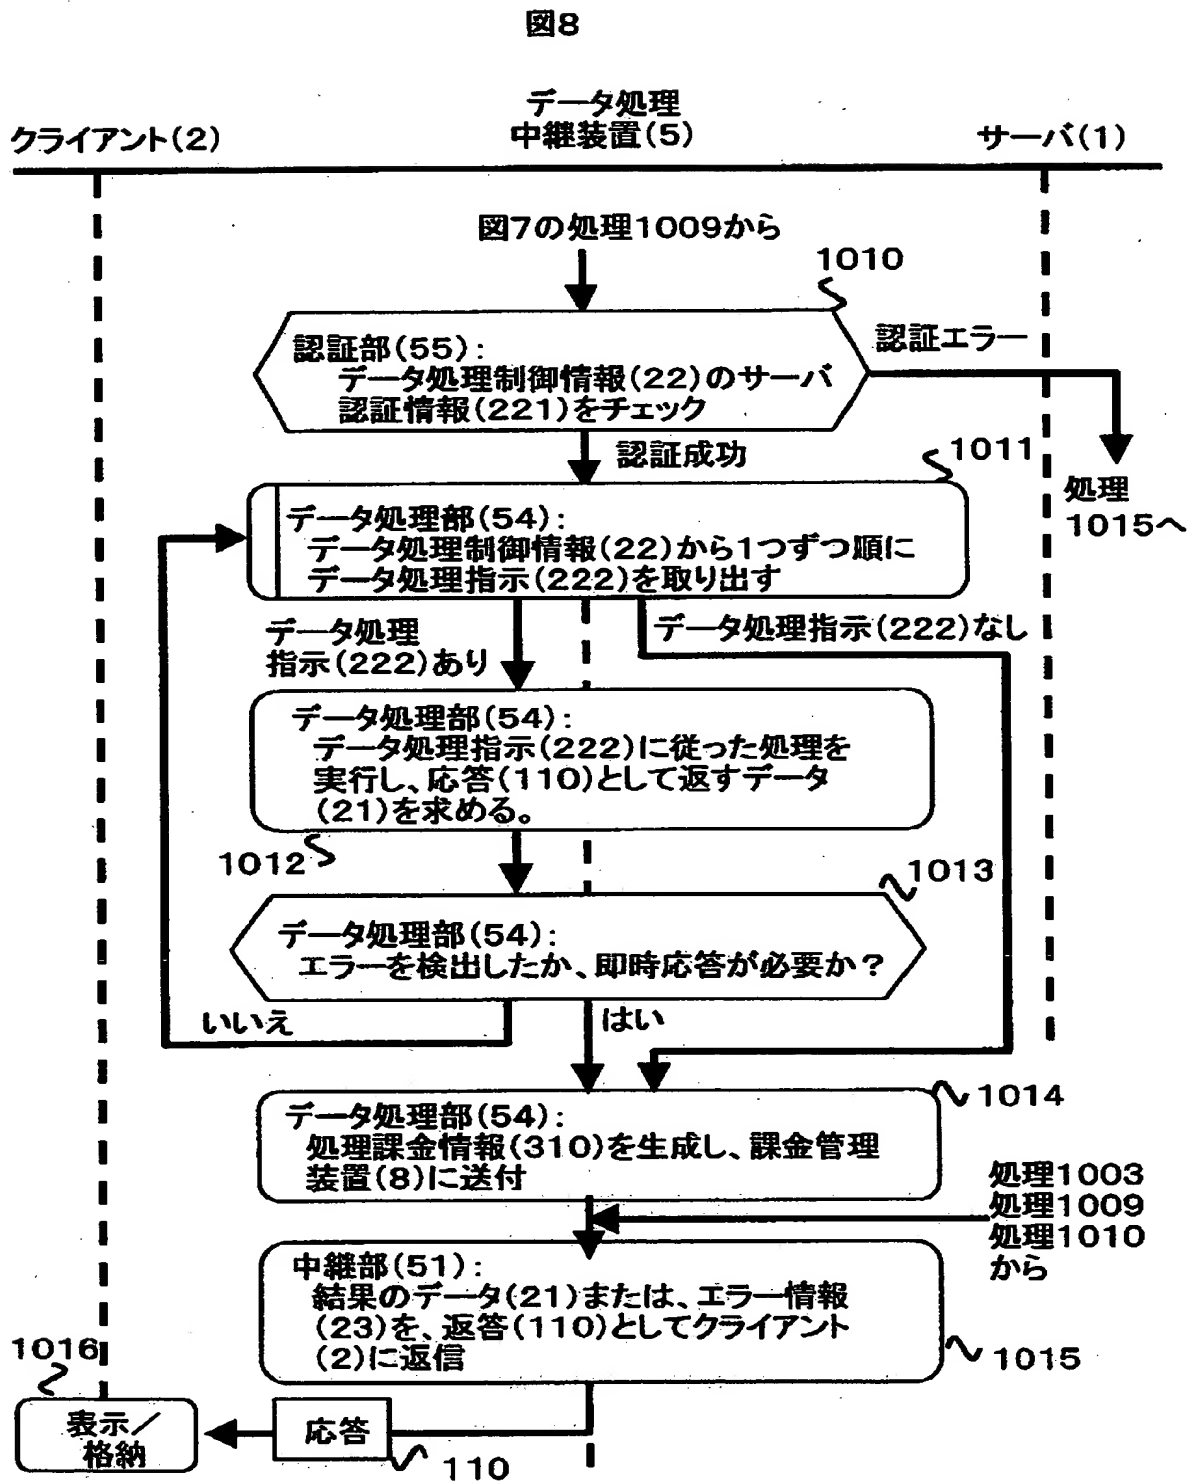 図8
データ処理
クライアント(2)
中継装置(5)
サーバ(1)
図7の処理1009から
1010
認証部(55):
データ処理制御情報(22)のサーバ
認証情報(221)をチェック
認証エラー
認証成功
1011
処理
1015へ
データ処理部(54):
データ処理制御情報(22)から1つずつ順に
データ処理指示(222)を取り出す
データ処理
指示(222)あり
データ処理指示(222)なし
データ処理部(54):
データ処理指示(222)に従った処理を
実行し、応答(110)として返すデータ
(21)を求める。
1012
1013
データ処理部(54):
エラーを検出したか、即時応答が必要か?
いいえ
はい
1014
データ処理部(54):
処理課金情報(310)を生成し、課金管理
装置(8)に送付
処理1003
処理1009
処理1010
から
中継部(51):
結果のデータ(21)または、エラー情報
(23)を、返答(110)としてクライアント
(2)に返信
1015
1016
表示/
格納
応答
110